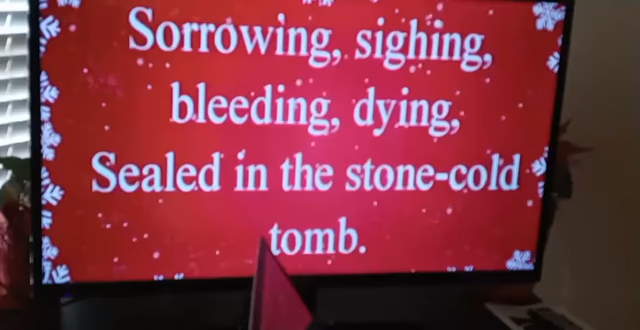 Sorrowing, sighing,
bleeding, dying,
Sealed in the stone-cold
tomb.